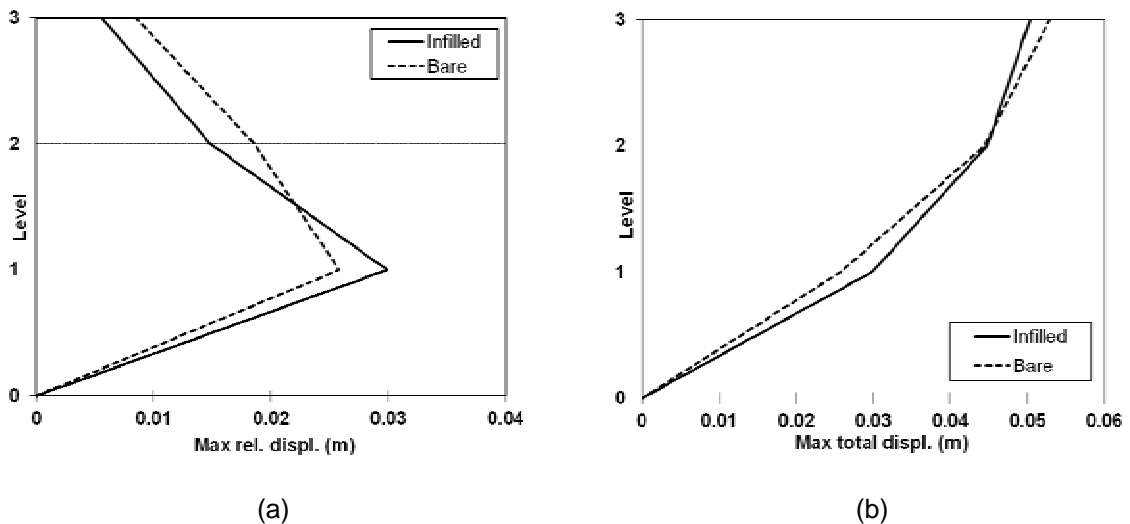 3
2
1
0
Level
0 0.01 0.02 0.03 0.04
Max rel. displ. (m)
Infilled
Bare
(a)
3
2
1
0
Level
0 0.01 0.02 0.03 0.04 0.05 0.06
Max total displ. (m)
Infilled
Bare
(b)